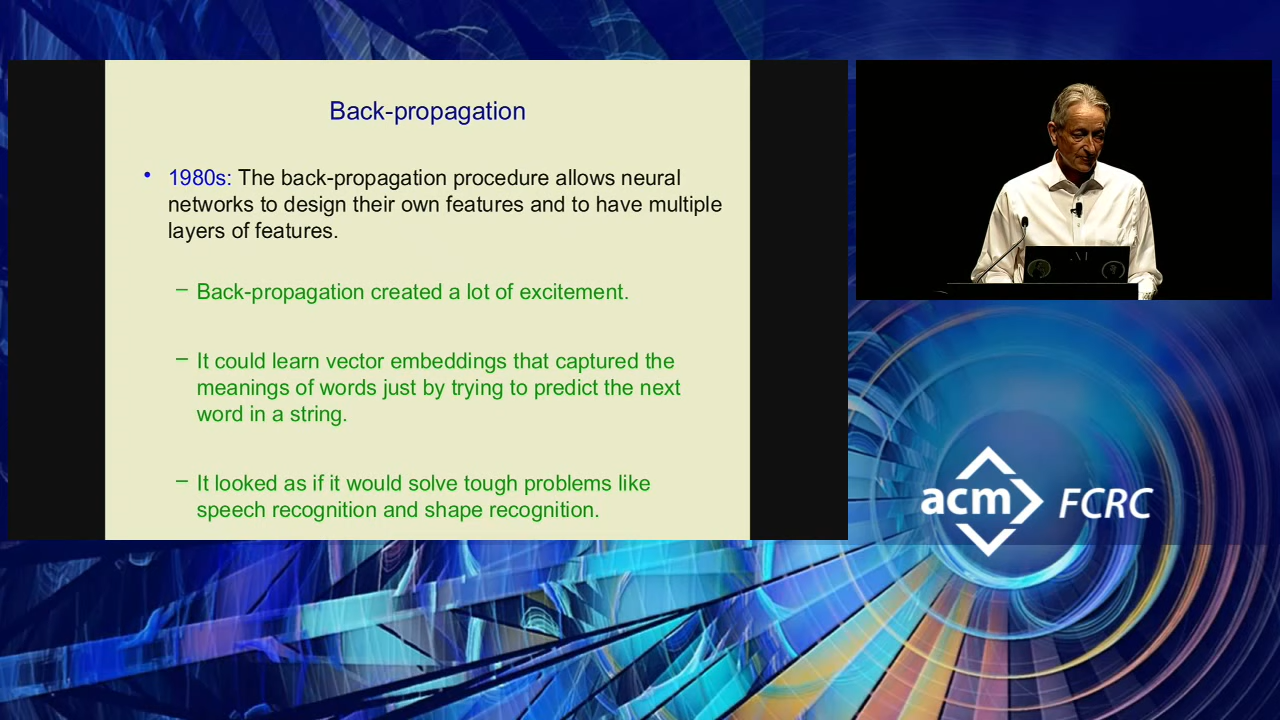 Back-propagation
• 1980s: The back-propagation procedure allows neural
networks to design their own features and to have multiple
layers of features.
– Back-propagation created a lot of excitement.
– It could learn vector embeddings that captured the
meanings of words just by trying to predict the next
word in a string.
– It looked as if it would solve tough problems like
speech recognition and shape recognition.
acm FCRC